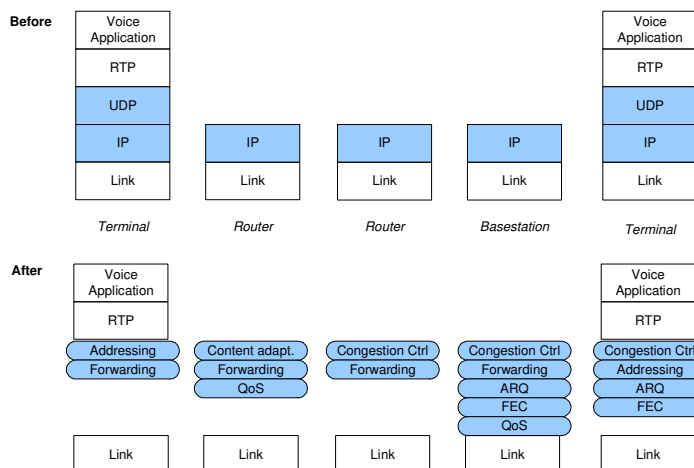 Before
Voice
Application
RTP
UDP
IP
Link
Terminal
IP
Link
Router
IP
Link
Router
IP
Link
Basestation
Voice
Application
RTP
UDP
IP
Link
Terminal
After
Voice
Application
RTP
Addressing
Forwarding
Link
Content adapt.
Forwarding
QoS
Link
Congestion Ctrl
Forwarding
Link
Congestion Ctrl
Forwarding
ARQ
FEC
QoS
Link
Voice
Application
RTP
Congestion Ctrl
Addressing
ARQ
FEC
Link